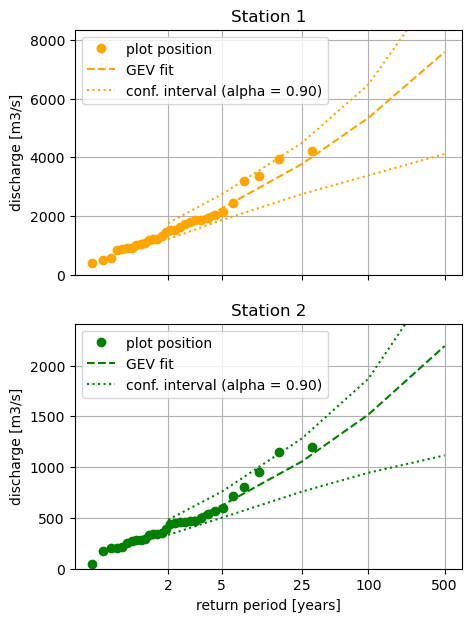 Station 1
8000
6000
4000
2000
0
discharge [m3/s]
plot position
GEV fit
conf. interval (alpha = 0.90)
Station 2
2000
1500
1000
500
0
discharge [m3/s]
plot position
GEV fit
conf. interval (alpha = 0.90)
2 5 25 100 500
return period [years]